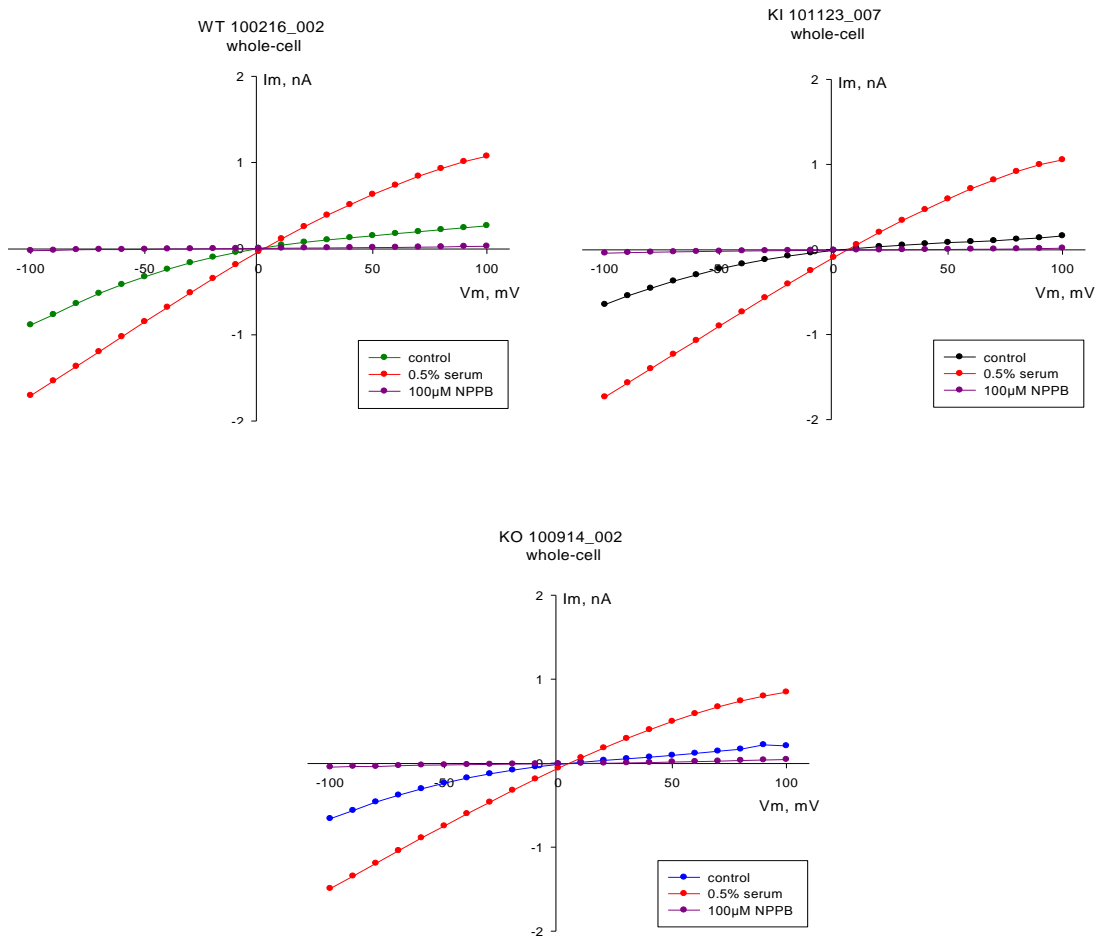 WT 100216_002
whole-cell
2
Im, nA
1
0
-100
-50
0
50
100
Vm, mV
-1
-2
control
0.5% serum
100µM NPPB
KI 101123_007
whole-cell
2
Im, nA
1
0
-100
-50
0
50
100
Vm, mV
-1
-2
control
0.5% serum
100µM NPPB
KO 100914_002
whole-cell
2
Im, nA
1
0
-100
-50
0
50
100
Vm, mV
-1
-2
control
0.5% serum
100µM NPPB